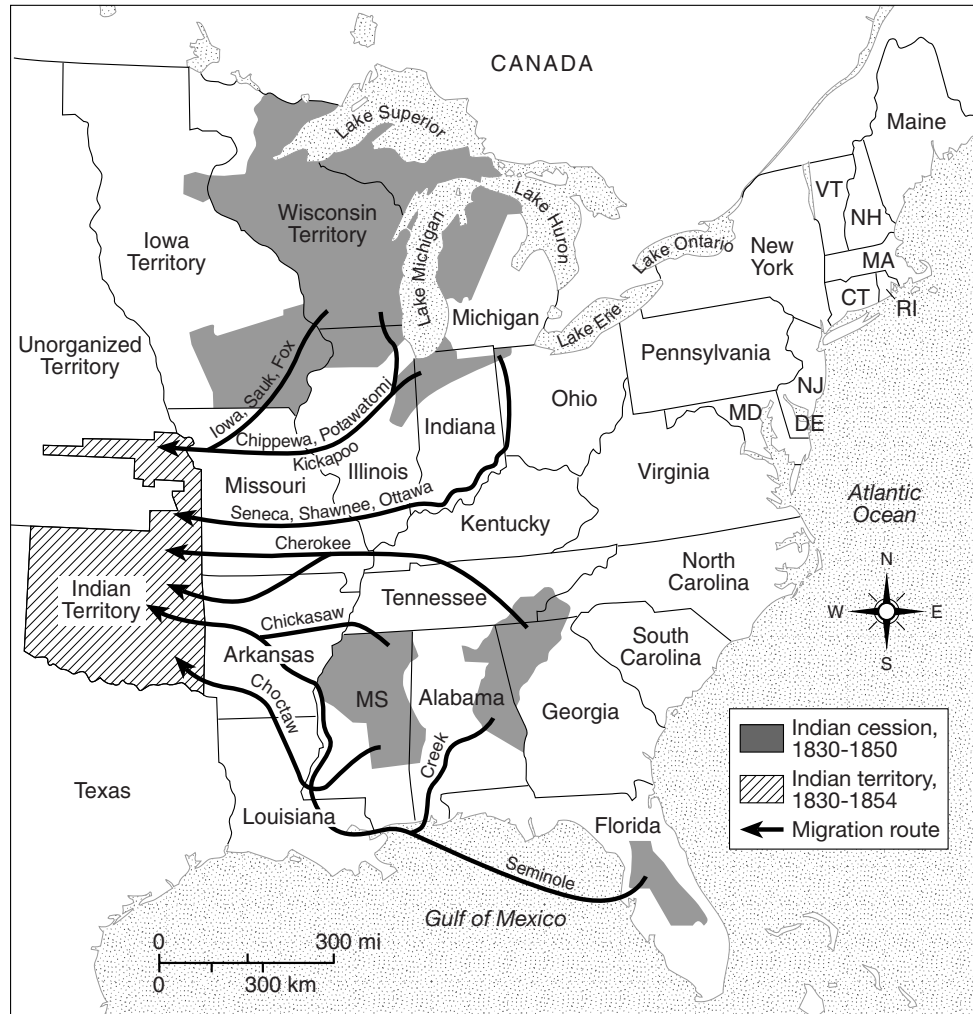 CANADA
Lake Superior
Maine
VT
NH
Lake Huron
Wisconsin
Territory
Iowa
Territory
Lake Michigan
Lake Ontario
New
York
MA
CT
RI
Michigan
Lake Erie
Unorganized
Territory
Pennsylvania
NJ
Iowa, Sauk, Fox
Ohio
MD
DE
Chippewa, Potawatomi
Kickapoo
Indiana
Illinois
Missouri
Virginia
Seneca, Shawnee, Ottawa
Kentucky
Atlantic
Ocean
Cherokee
North
Carolina
N
W
E
S
Indian
Territory
Tennessee
Chickasaw
South
Carolina
Arkansas
Choctaw
MS
Alabama
Georgia
Creek
Indian cession,
1830-1850
Indian territory,
1830-1854
Migration route
Texas
Louisiana
Florida
Seminole
Gulf of Mexico
0
300 mi
0
300 km